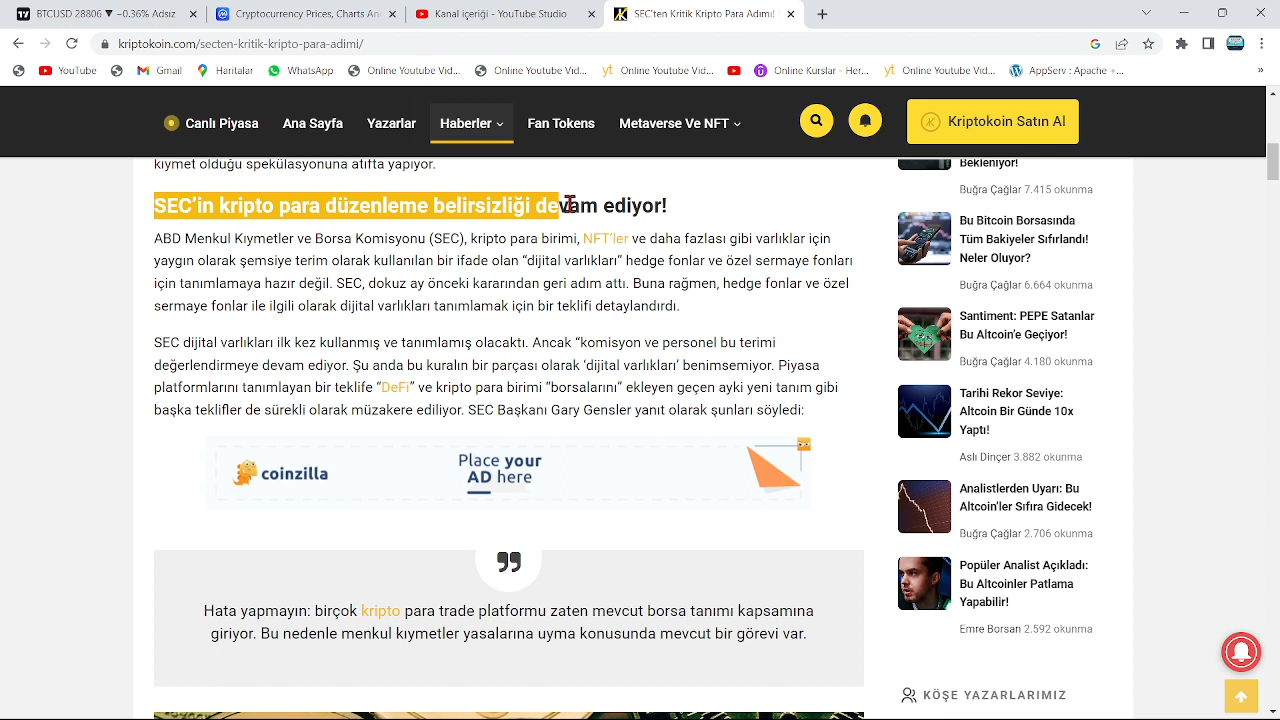 BTCUSD 28806 ▼ −0.36% Adsız
Cryptocurrency Prices, Charts An
Kanal içeriği - YouTube Studio
SEC'ten Kritik Kripto Para Adımı!
kriptokoin.com/secten-kritik-kripto-para-adimi/
YouTube
Gmail
Haritalar
WhatsApp
Online Youtube Vid...
Online Youtube Vid...
Online Youtube Vid...
Online Kurslar - Her...
Online Youtube Vid...
AppServ : Apache +...
»
Canlı Piyasa
Ana Sayfa
Yazarlar
Haberler
Fan Tokens
Metaverse Ve NFT
Kriptokoin Satın Al
kıymet olduğu spekülasyonuna atıfta yapıyor.
SEC’in kripto para düzenleme belirsizliği devam ediyor!
ABD Menkul Kıymetler ve Borsa Komisyonu (SEC), kripto para birimi, NFT’ler ve daha fazlası gibi varlıklar için
yaygın olarak şemsiye terim olarak kullanılan bir ifade olan “dijital varlıkları“ hedge fonlar ve özel sermaye fonları
için tanımlamaya hazır değil. SEC, dokuz ay önceki kararından geri adım attı. Buna rağmen, hedge fonlar ve özel
sermaye fonlar ile ilgili olarak dijital varlıkları tanımlamak için bir teklifi detaylandırdı.
SEC dijital varlıkları ilk kez kullanmış ve tanımlamış olacaktı. Ancak “komisyon ve personel bu terimi
değerlendirmeye devam ediyor. Şu anda bu kuralın bir parçası olarak ‘dijital varlıkları’ benimsemiyor. Piyasa
platformlarını tanımlayan bir teklife “DeFi” ve kripto para birimi “borsalarını“ ekleyen geçen ayki yeni tanım gibi
başka teklifler de sürekli olarak müzakere ediliyor. SEC Başkanı Gary Gensler yanıt olarak şunları söyledi:
coinzilla
Place your
AD here
Hata yapmayın: birçok kripto para trade platformu zaten mevcut borsa tanımı kapsamına
giriyor. Bu nedenle menkul kıymetler yasalarına uyma konusunda mevcut bir görevi var.
Bekleniyor!
Buğra Çağlar 7.415 okunma
Bu Bitcoin Borsasında
Tüm Bakiyeler Sıfırlandı!
Neler Oluyor?
Buğra Çağlar 6.664 okunma
Santiment: PEPE Satanlar
Bu Altcoin’e Geçiyor!
Buğra Çağlar 4.180 okunma
Tarihi Rekor Seviye:
Altcoin Bir Günde 10x
Yaptı!
Aslı Dinçer 3.882 okunma
Analistlerden Uyarı: Bu
Altcoin’ler Sıfıra Gidecek!
Buğra Çağlar 2.706 okunma
Popüler Analist Açıkladı:
Bu Altcoinler Patlama
Yapabilir!
Emre Borsan 2.592 okunma
KÖŞE YAZARLARIMIZ